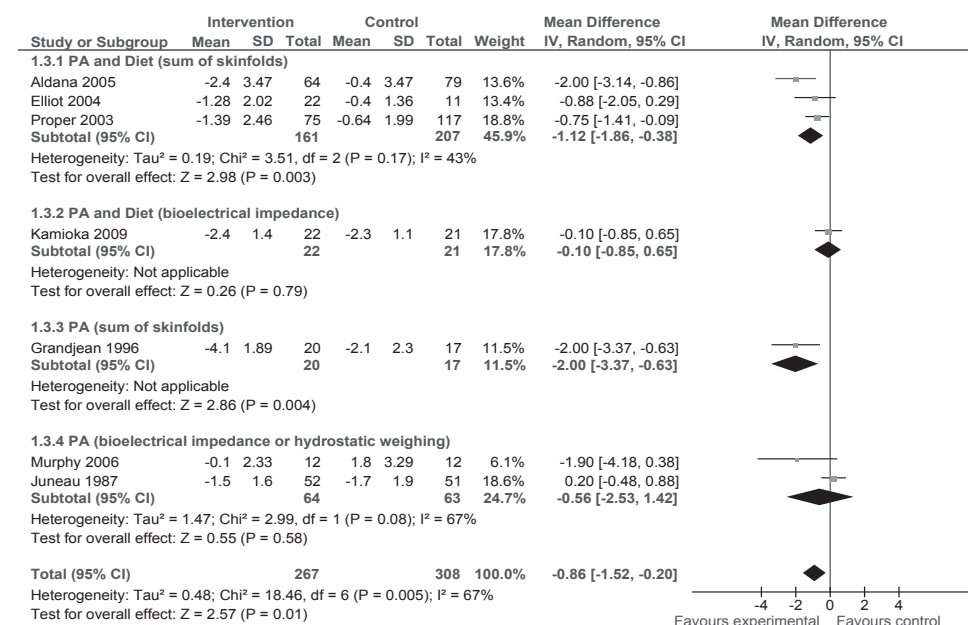 Intervention Control Mean Difference Mean Difference
Study or Subgroup Mean SD Total Mean SD Total Weight IV, Random, 95% CI IV, Random, 95% CI
1.3.1 PA and Diet (sum of skinfolds)
Aldana 2005 -2.4 3.47 64 -0.4 3.47 79 13.6% -2.00 [-3.14, -0.86]
Elliot 2004 -1.28 2.02 22 -0.4 1.36 11 13.4% -0.88 [-2.05, 0.29]
Proper 2003 -1.39 2.46 75 -0.64 1.99 117 18.8% -0.75 [-1.41, -0.09]
Subtotal (95% CI) 161 207 45.9% -1.12 [-1.86, -0.38]
Heterogeneity: Tau² = 0.19; Chi² = 3.51, df = 2 (P = 0.17); I² = 43%
Test for overall effect: Z = 2.98 (P = 0.003)
1.3.2 PA and Diet (bioelectrical impedance)
Kamioka 2009 -2.4 1.4 22 -2.3 1.1 21 17.8% -0.10 [-0.85, 0.65]
Subtotal (95% CI) 22 21 17.8% -0.10 [-0.85, 0.65]
Heterogeneity: Not applicable
Test for overall effect: Z = 0.26 (P = 0.79)
1.3.3 PA (sum of skinfolds)
Grandjean 1996 -4.1 1.89 20 -2.1 2.3 17 11.5% -2.00 [-3.37, -0.63]
Subtotal (95% CI) 20 17 11.5% -2.00 [-3.37, -0.63]
Heterogeneity: Not applicable
Test for overall effect: Z = 2.86 (P = 0.004)
1.3.4 PA (bioelectrical impedance or hydrostatic weighing)
Murphy 2006 -0.1 2.33 12 1.8 3.29 12 6.1% -1.90 [-4.18, 0.38]
Juneau 1987 -1.5 1.6 52 -1.7 1.9 51 18.6% 0.20 [-0.48, 0.88]
Subtotal (95% CI) 64 63 24.7% -0.56 [-2.53, 1.42]
Heterogeneity: Tau² = 1.47; Chi² = 2.99, df = 1 (P = 0.08); I² = 67%
Test for overall effect: Z = 0.55 (P = 0.58)
Total (95% CI) 267 308 100.0% -0.86 [-1.52, -0.20]
Heterogeneity: Tau² = 0.48; Chi² = 18.46, df = 6 (P = 0.005); I² = 67%
Test for overall effect: Z = 2.57 (P = 0.01)
-4 -2 0 2 4
Favours experimental Favours control